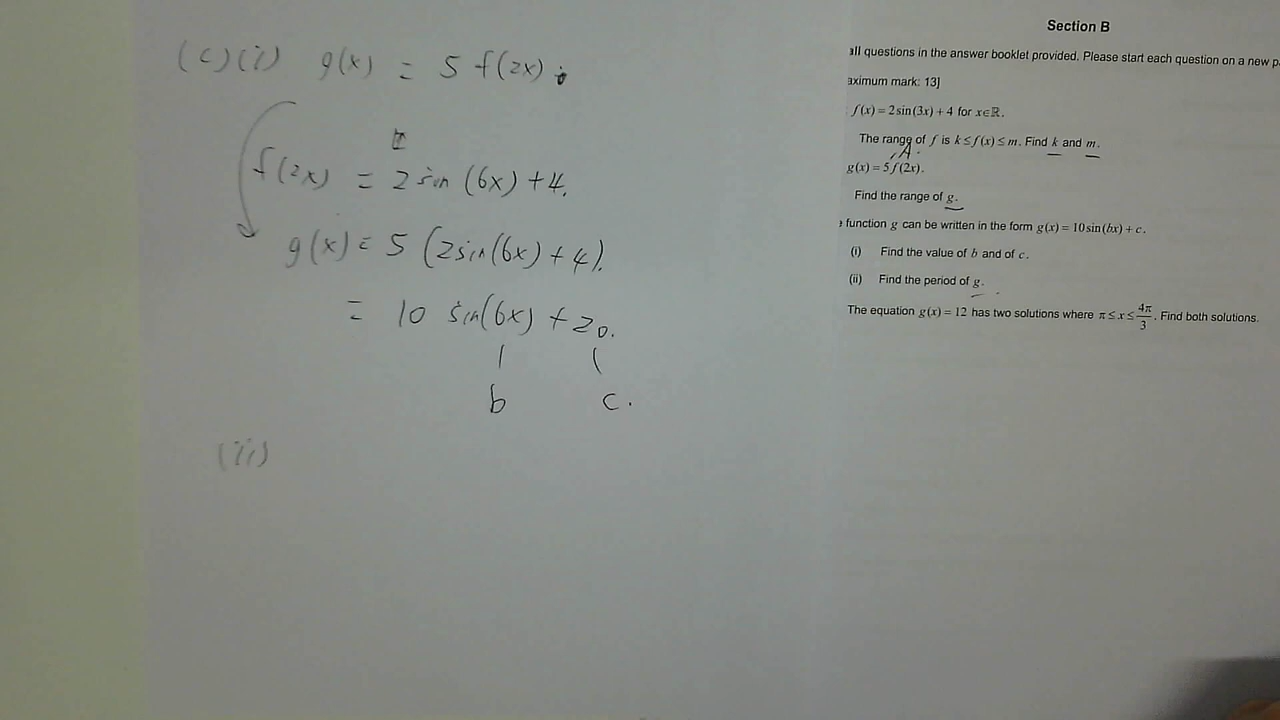 (c)(i) g(x) = 5 f(2x).
f(2x) = 2 sin (6x) + 4.
g(x) = 5 (2sin(6x) + 4).
= 10 sin(6x) + 20.
b c.
(ii)
Section B
all questions in the answer booklet provided. Please start each question on a new p
aximum mark: 13]
f(x) = 2 sin(3x) + 4 for x∈ℝ.
The range of f is k ≤ f(x) ≤ m. Find k and m.
g(x) = 5f(2x).
Find the range of g.
function g can be written in the form g(x) = 10 sin(bx) + c.
(i) Find the value of b and of c.
(ii) Find the period of g.
The equation g(x) = 12 has two solutions where π ≤ x ≤ 4π/3. Find both solutions.